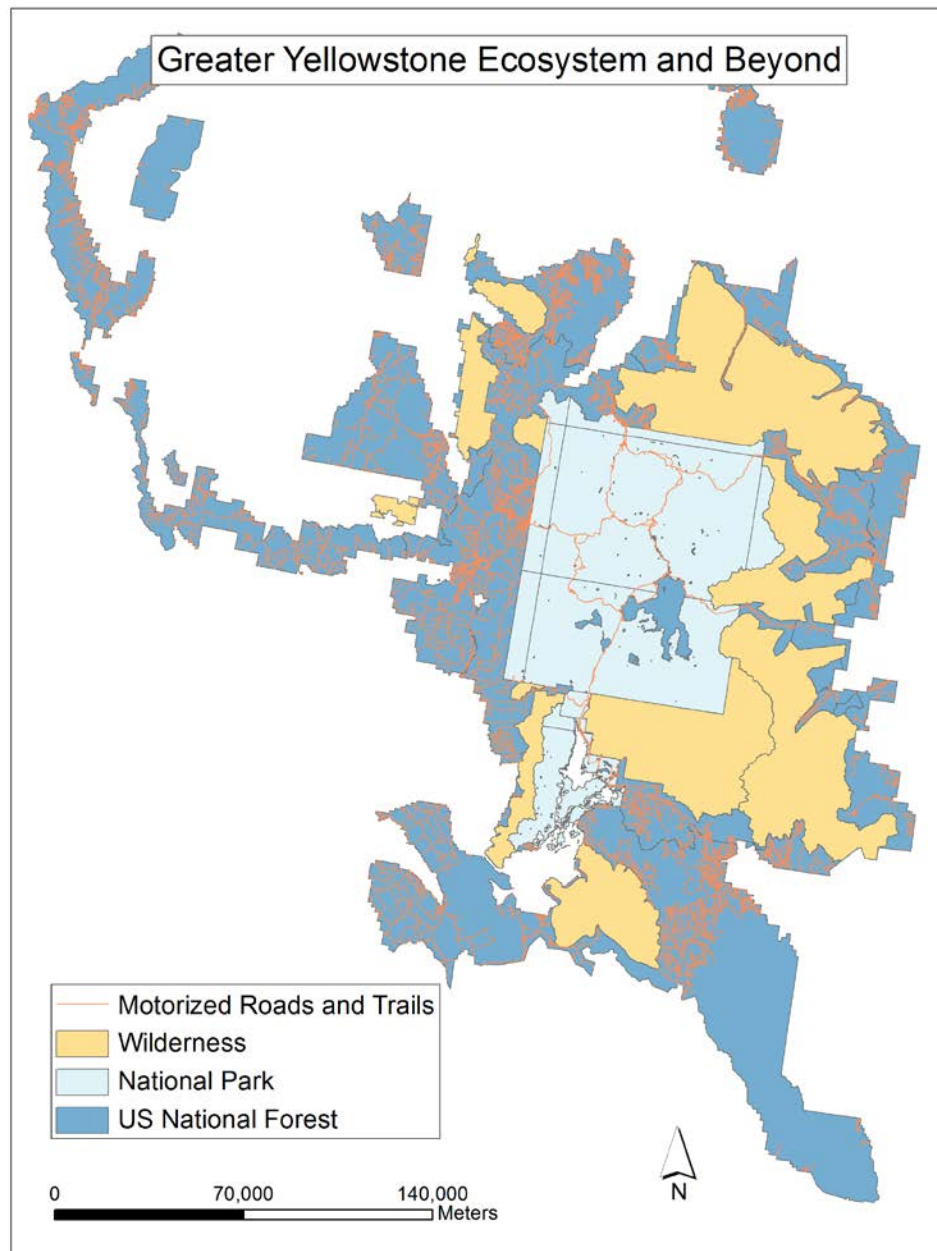 Greater Yellowstone Ecosystem and Beyond
Motorized Roads and Trails
Wilderness
National Park
US National Forest
N
0 70,000 140,000
Meters